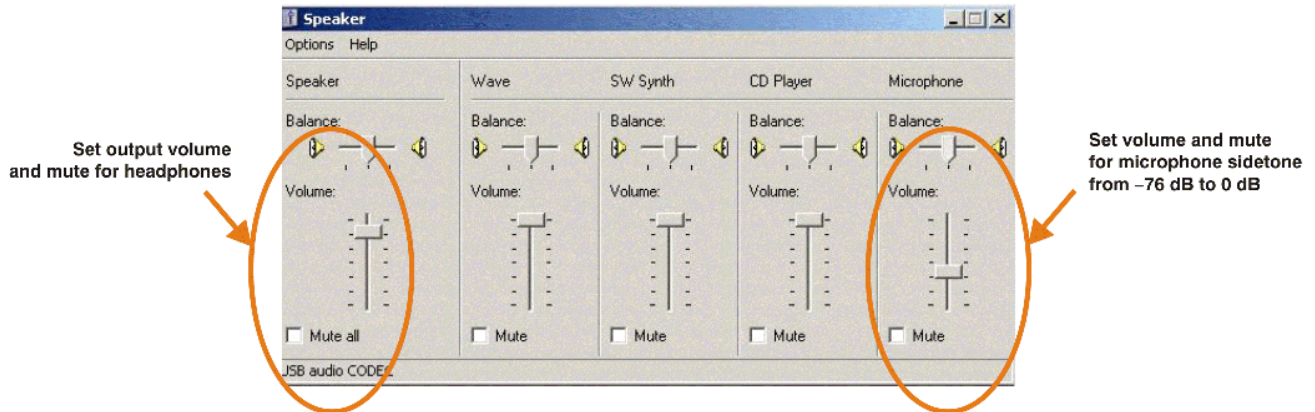 Speaker
Options Help
Speaker
Wave
SW Synth
CD Player
Microphone
Balance:
Balance:
Balance:
Balance:
Balance:
Set output volume
and mute for headphones
Set volume and mute
for microphone sidetone
from −76 dB to 0 dB
Volume:
Volume:
Volume:
Volume:
Volume:
Mute all
Mute
Mute
Mute
Mute
USB audio CODEC